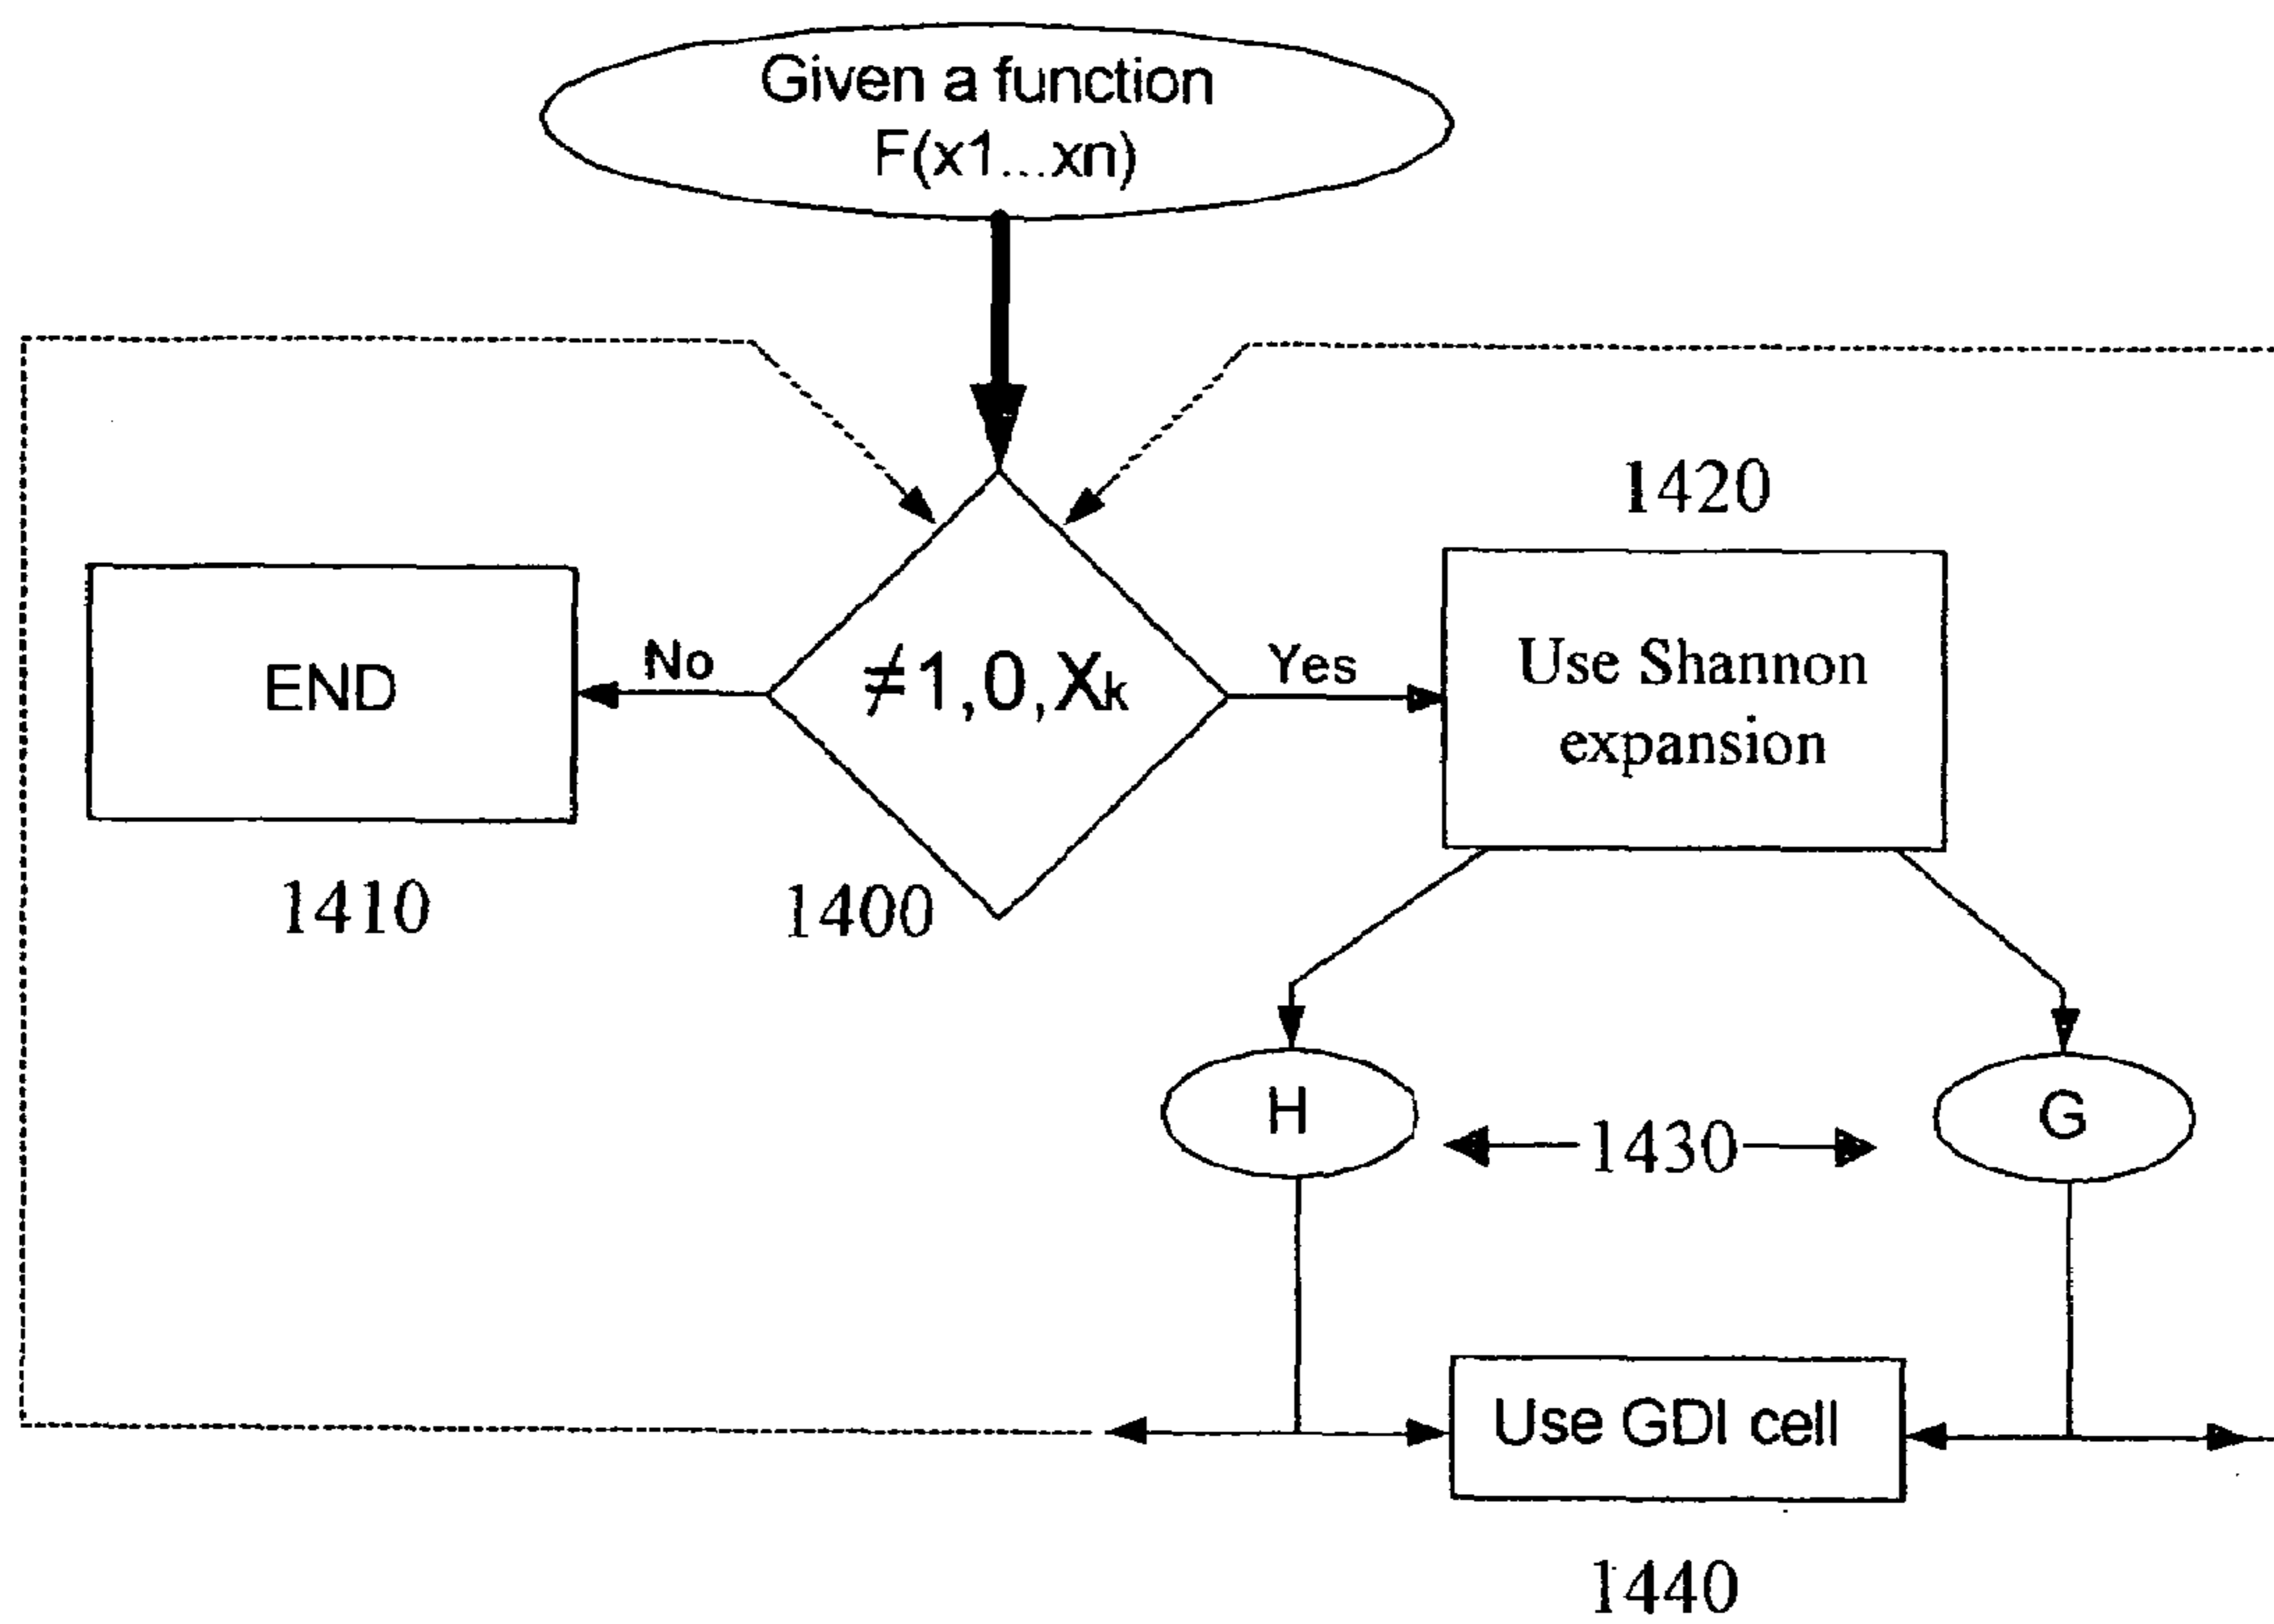 Given a function
F(x1...xn)
1420
END
No
≠1,0,Xk
Yes
Use Shannon
expansion
1410
1400
H
1430
G
Use GDI cell
1440